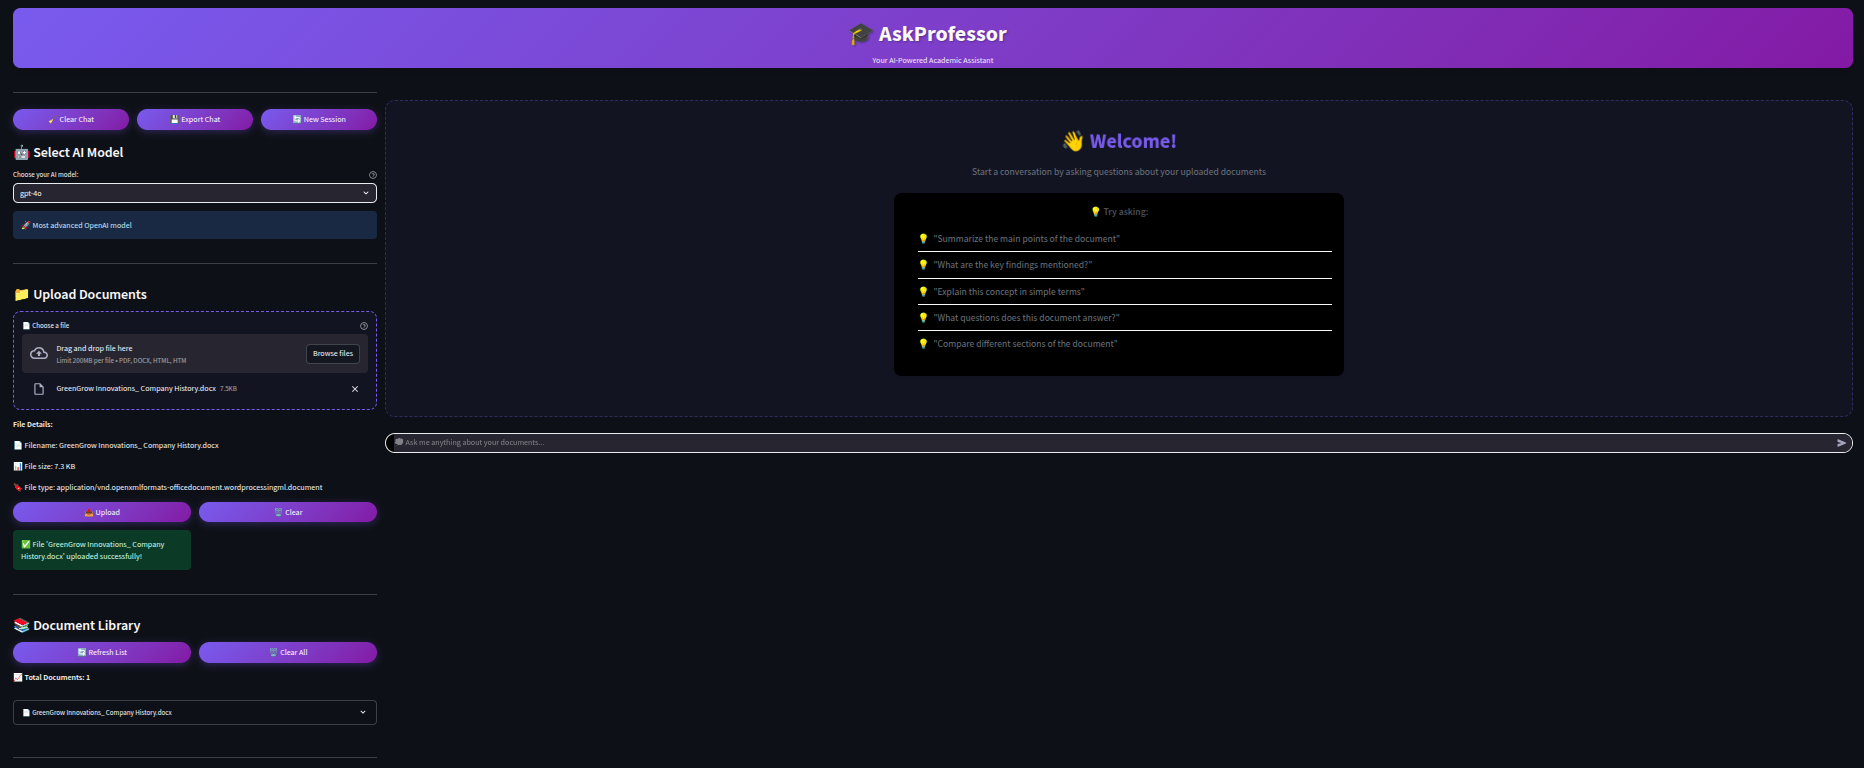 🎓 AskProfessor
Your AI-Powered Academic Assistant
🧹 Clear Chat
💾 Export Chat
🔄 New Session
🤖 Select AI Model
Choose your AI model:
gpt-4o
🚀 Most advanced OpenAI model
📁 Upload Documents
📄 Choose a file
Drag and drop file here
Limit 200MB per file • PDF, DOCX, HTML, HTM
Browse files
GreenGrow Innovations_ Company History.docx 7.5KB
File Details:
📄 Filename: GreenGrow Innovations_ Company History.docx
📊 File size: 7.3 KB
🔖 File type: application/vnd.openxmlformats-officedocument.wordprocessingml.document
📤 Upload
🗑️ Clear
✅ File 'GreenGrow Innovations_ Company
History.docx' uploaded successfully!
📚 Document Library
🔄 Refresh List
🗑️ Clear All
📈 Total Documents: 1
📄 GreenGrow Innovations_ Company History.docx
👋 Welcome!
Start a conversation by asking questions about your uploaded documents
💡 Try asking:
💡 "Summarize the main points of the document"
💡 "What are the key findings mentioned?"
💡 "Explain this concept in simple terms"
💡 "What questions does this document answer?"
💡 "Compare different sections of the document"
💭 Ask me anything about your documents...